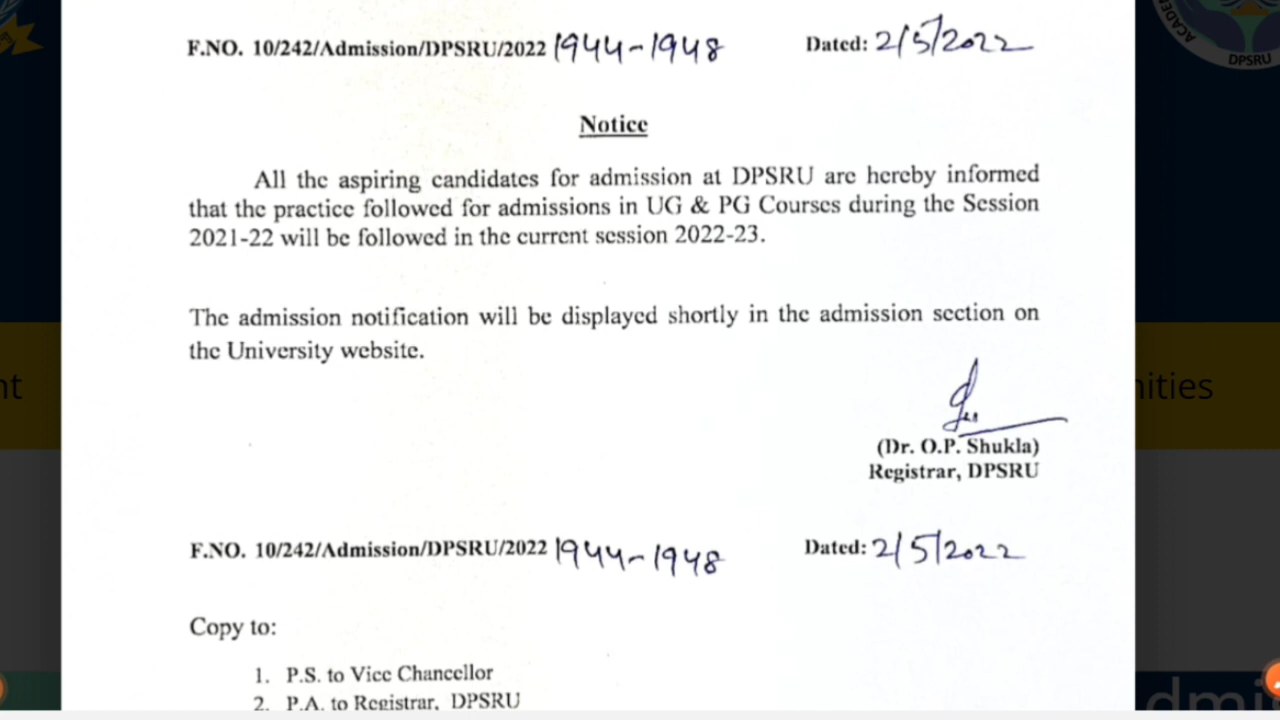 F.NO. 10/242/Admission/DPSRU/2022 1944-1948 Dated: 2/5/2022
DPSRU
Notice
All the aspiring candidates for admission at DPSRU are hereby informed
that the practice followed for admissions in UG & PG Courses during the Session
2021-22 will be followed in the current session 2022-23.
The admission notification will be displayed shortly in the admission section on
the University website.
nt
nities
(Dr. O.P. Shukla)
Registrar, DPSRU
F.NO. 10/242/Admission/DPSRU/2022 1944-1948 Dated: 2/5/2022
Copy to:
1. P.S. to Vice Chancellor
2. P.A. to Registrar, DPSRU
dmi